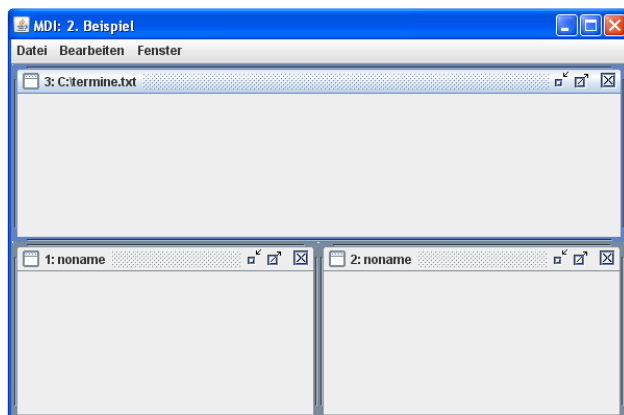 MDI: 2. Beispiel
Datei Bearbeiten Fenster
3: C:\termine.txt
1: noname
2: noname